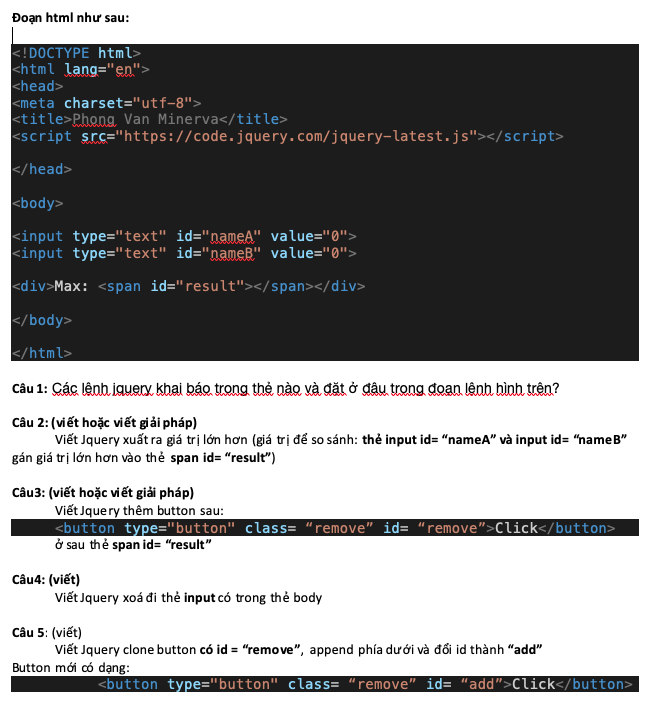 Đoạn html như sau:
<!DOCTYPE html>
<html lang="en">
<head>
<meta charset="utf-8">
<title>Phong Van Minerva</title>
<script src="https://code.jquery.com/jquery-latest.js"></script>
</head>
<body>
<input type="text" id="nameA" value="0">
<input type="text" id="nameB" value="0">
<div>Max: <span id="result"></span></div>
</body>
</html>
Câu 1: Các lệnh jquery khai báo trong thẻ nào và đặt ở đâu trong đoạn lệnh hình trên?
Câu 2: (viết hoặc viết giải pháp)
Viết Jquery xuất ra giá trị lớn hơn (giá trị để so sánh: thẻ input id= “nameA” và input id= “nameB”
gán giá trị lớn hơn vào thẻ span id= “result”)
Câu3: (viết hoặc viết giải pháp)
Viết Jquery thêm button sau:
<button type="button" class= “remove” id= “remove”>Click</button>
ở sau thẻ span id= “result”
Câu4: (viết)
Viết Jquery xoá đi thẻ input có trong thẻ body
Câu 5: (viết)
Viết Jquery clone button có id = “remove”, append phía dưới và đổi id thành “add”
Button mới có dạng:
<button type="button" class= “remove” id= “add”>Click</button>